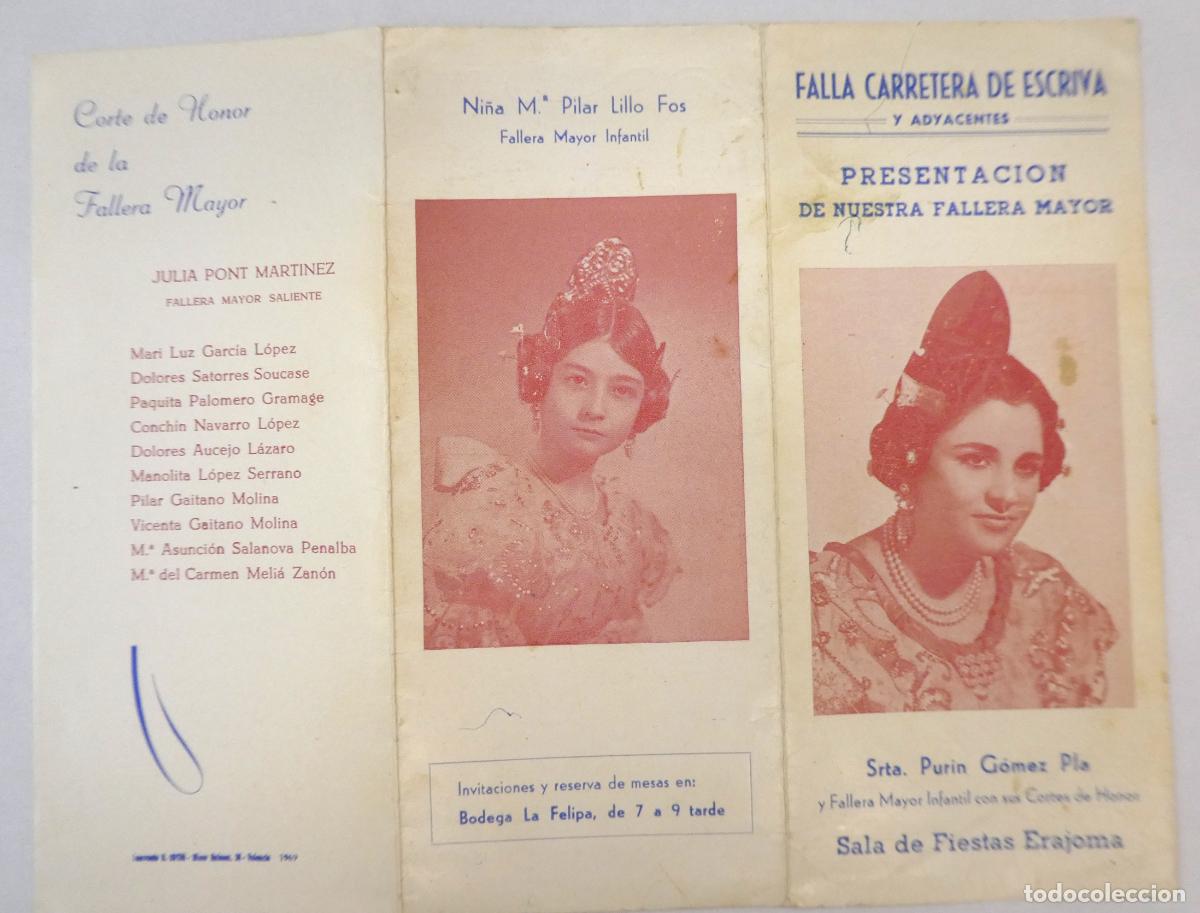 Corte de Honor
de la
Fallera Mayor
JULIA PONT MARTINEZ
FALLERA MAYOR SALIENTE
Mari Luz García López
Dolores Satorres Soucase
Paquita Palomero Gramage
Conchín Navarro López
Dolores Aucejo Lázaro
Manolita López Serrano
Pilar Gaitano Molina
Vicenta Gaitano Molina
M.ª Asunción Salanova Penalba
M.ª del Carmen Meliá Zanón
Valencia 1969
Niña M.ª Pilar Lillo Fos
Fallera Mayor Infantil
Invitaciones y reserva de mesas en:
Bodega La Felipa, de 7 a 9 tarde
FALLA CARRETERA DE ESCRIVA
Y ADYACENTES
PRESENTACION
DE NUESTRA FALLERA MAYOR
Srta. Purín Gómez Pla
y Fallera Mayor Infantil con sus Cortes de Honor
Sala de Fiestas Erajoma
todocoleccion